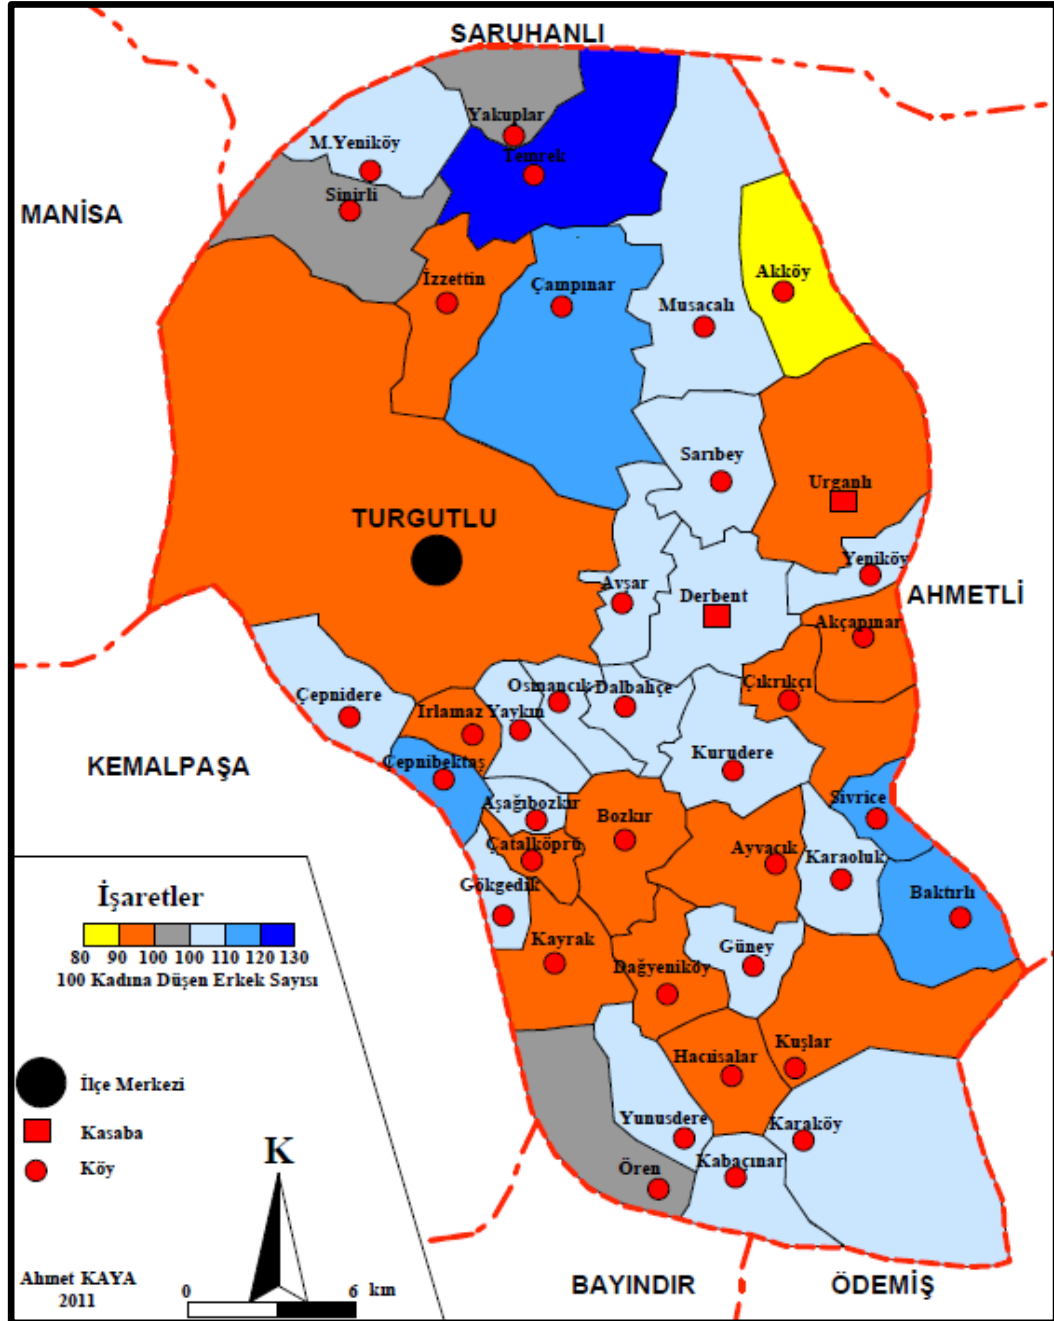 SARUHANLI
Yakuplar
M.Yeniköy
Temrek
Sinirli
MANİSA
Akköy
İzzettin
Çampınar
Musacalı
Sarıbey
Urganlı
TURGUTLU
Yeniköy
Avşar
Derbent
AHMETLİ
Akçapınar
Çıkrıkçı
Osmancık
Dalbahçe
Çepnidere
Irlamaz
Yaykın
Kurudere
KEMALPAŞA
Çepnibektaş
Sivrice
Aşağıbozkır
Bozkır
Çatalköprü
Ayvacık
Karaoluk
Gökgedik
Baktırlı
İşaretler
80 90 100 100 110 120 130
100 Kadına Düşen Erkek Sayısı
Kayrak
Güney
Dağyeniköy
Kuşlar
Hacıisalar
İlçe Merkezi
Yunusdere
Karaköy
Kasaba
Köy
K
Kabaçınar
Ören
Ahmet KAYA
2011
0 6 km
BAYINDIR
ÖDEMİŞ